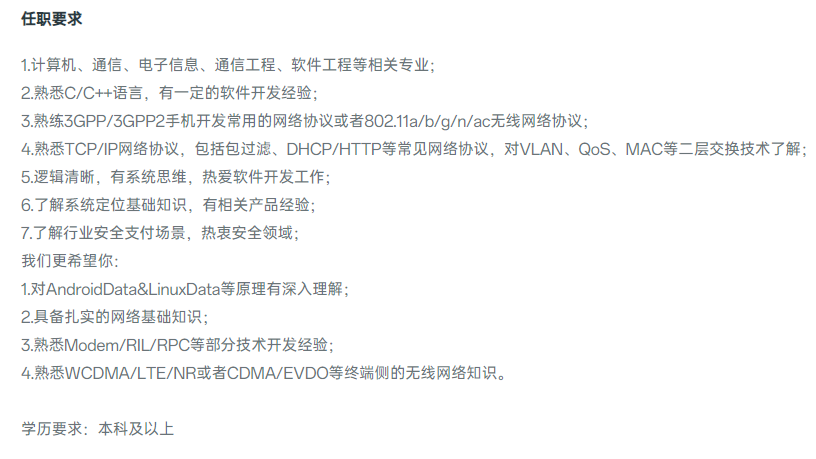 任职要求
1.计算机、通信、电子信息、通信工程、软件工程等相关专业；
2.熟悉C/C++语言，有一定的软件开发经验；
3.熟练3GPP/3GPP2手机开发常用的网络协议或者802.11a/b/g/n/ac无线网络协议；
4.熟悉TCP/IP网络协议，包括包过滤、DHCP/HTTP等常见网络协议，对VLAN、QoS、MAC等二层交换技术了解；
5.逻辑清晰，有系统思维，热爱软件开发工作；
6.了解系统定位基础知识，有相关产品经验；
7.了解行业安全支付场景，热衷安全领域；
我们更希望你：
1.对AndroidData&LinuxData等原理有深入理解；
2.具备扎实的网络基础知识；
3.熟悉Modem/RIL/RPC等部分技术开发经验；
4.熟悉WCDMA/LTE/NR或者CDMA/EVDO等终端侧的无线网络知识。
学历要求：本科及以上